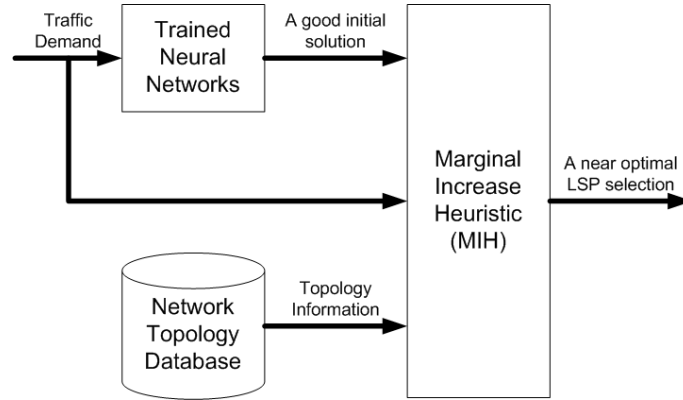 Traffic
Demand
Trained
Neural
Networks
A good initial
solution
Marginal
Increase
Heuristic
(MIH)
A near optimal
LSP selection
Network
Topology
Database
Topology
Information